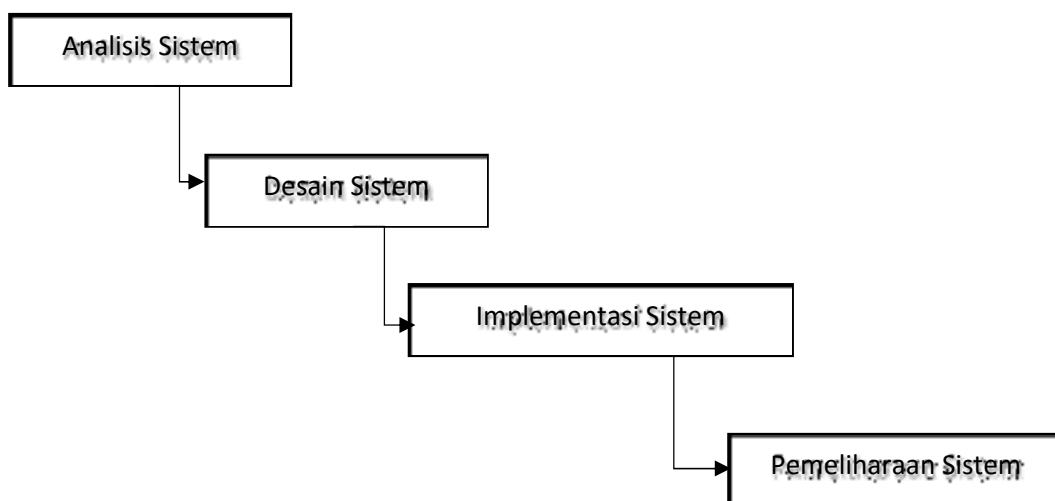 Analisis Sistem
Desain Sistem
Implementasi Sistem
Pemeliharaan Sistem